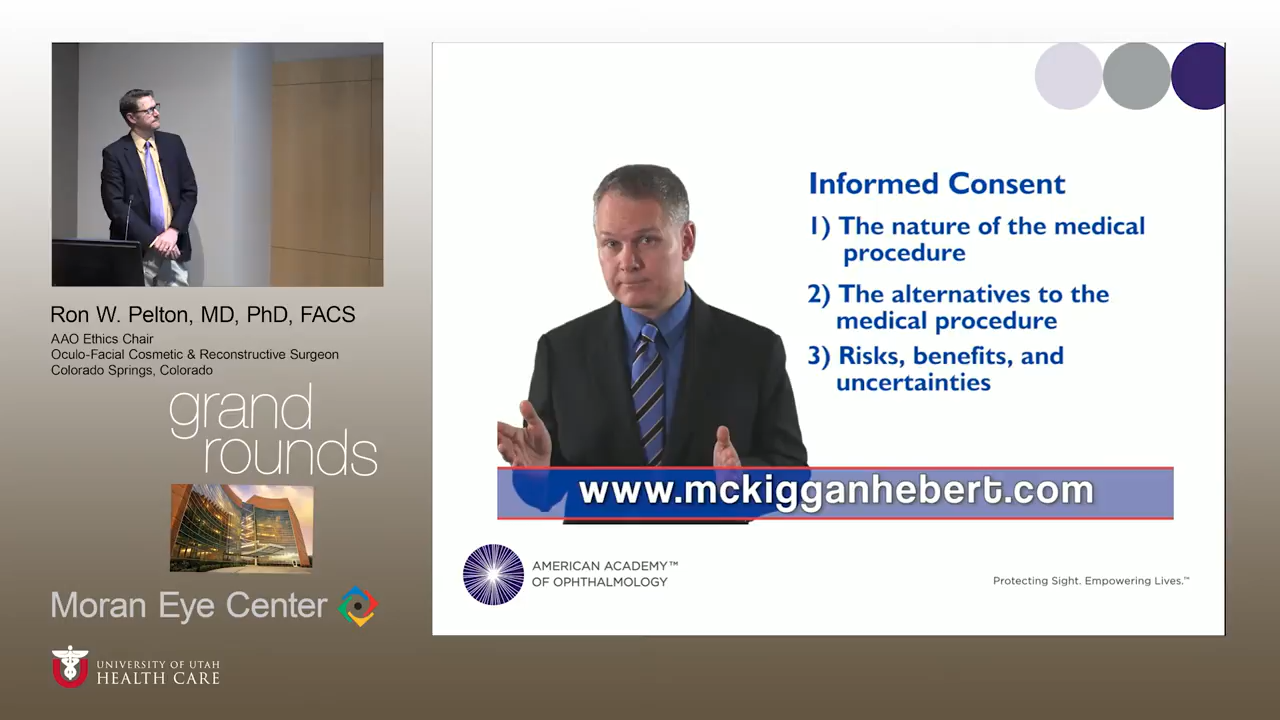 Ron W. Pelton, MD, PhD, FACS
AAO Ethics Chair
Oculo-Facial Cosmetic & Reconstructive Surgeon
Colorado Springs, Colorado
grand
rounds
Moran Eye Center
UNIVERSITY OF UTAH
HEALTH CARE
Informed Consent
1) The nature of the medical
procedure
2) The alternatives to the
medical procedure
3) Risks, benefits, and
uncertainties
www.mckigganhebert.com
AMERICAN ACADEMY™
OF OPHTHALMOLOGY
Protecting Sight. Empowering Lives.™